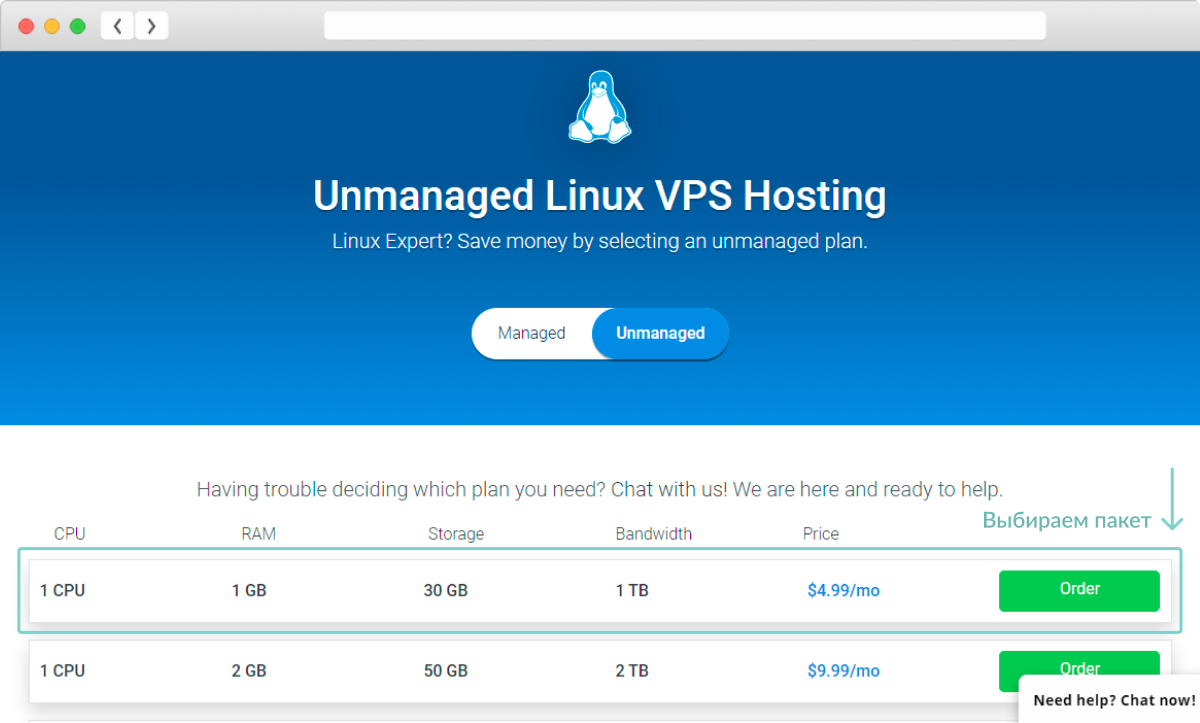 Unmanaged Linux VPS Hosting
Linux Expert? Save money by selecting an unmanaged plan.
Managed Unmanaged
Having trouble deciding which plan you need? Chat with us! We are here and ready to help.
Выбираем пакет
CPU RAM Storage Bandwidth Price
1 CPU 1 GB 30 GB 1 TB $4.99/mo Order
1 CPU 2 GB 50 GB 2 TB $9.99/mo Order
Need help? Chat now!